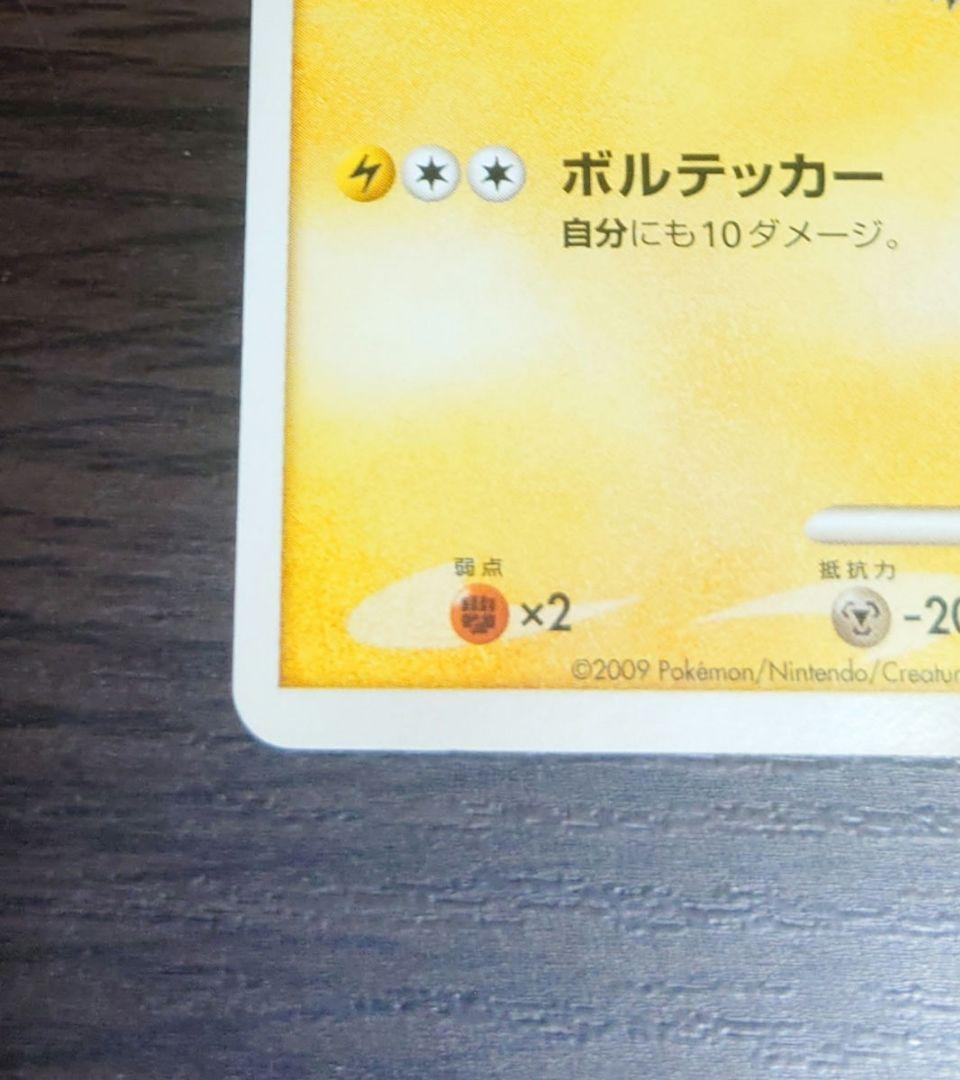 ボルテッカー
自分にも10ダメージ。
弱点 抵抗力
×2 -20
©2009 Pokémon/Nintendo/Creatur